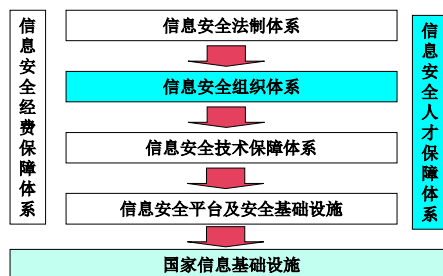 信息安全经费保障体系
信息安全法制体系
信息安全组织体系
信息安全技术保障体系
信息安全平台及安全基础设施
国家信息基础设施
信息安全人才保障体系